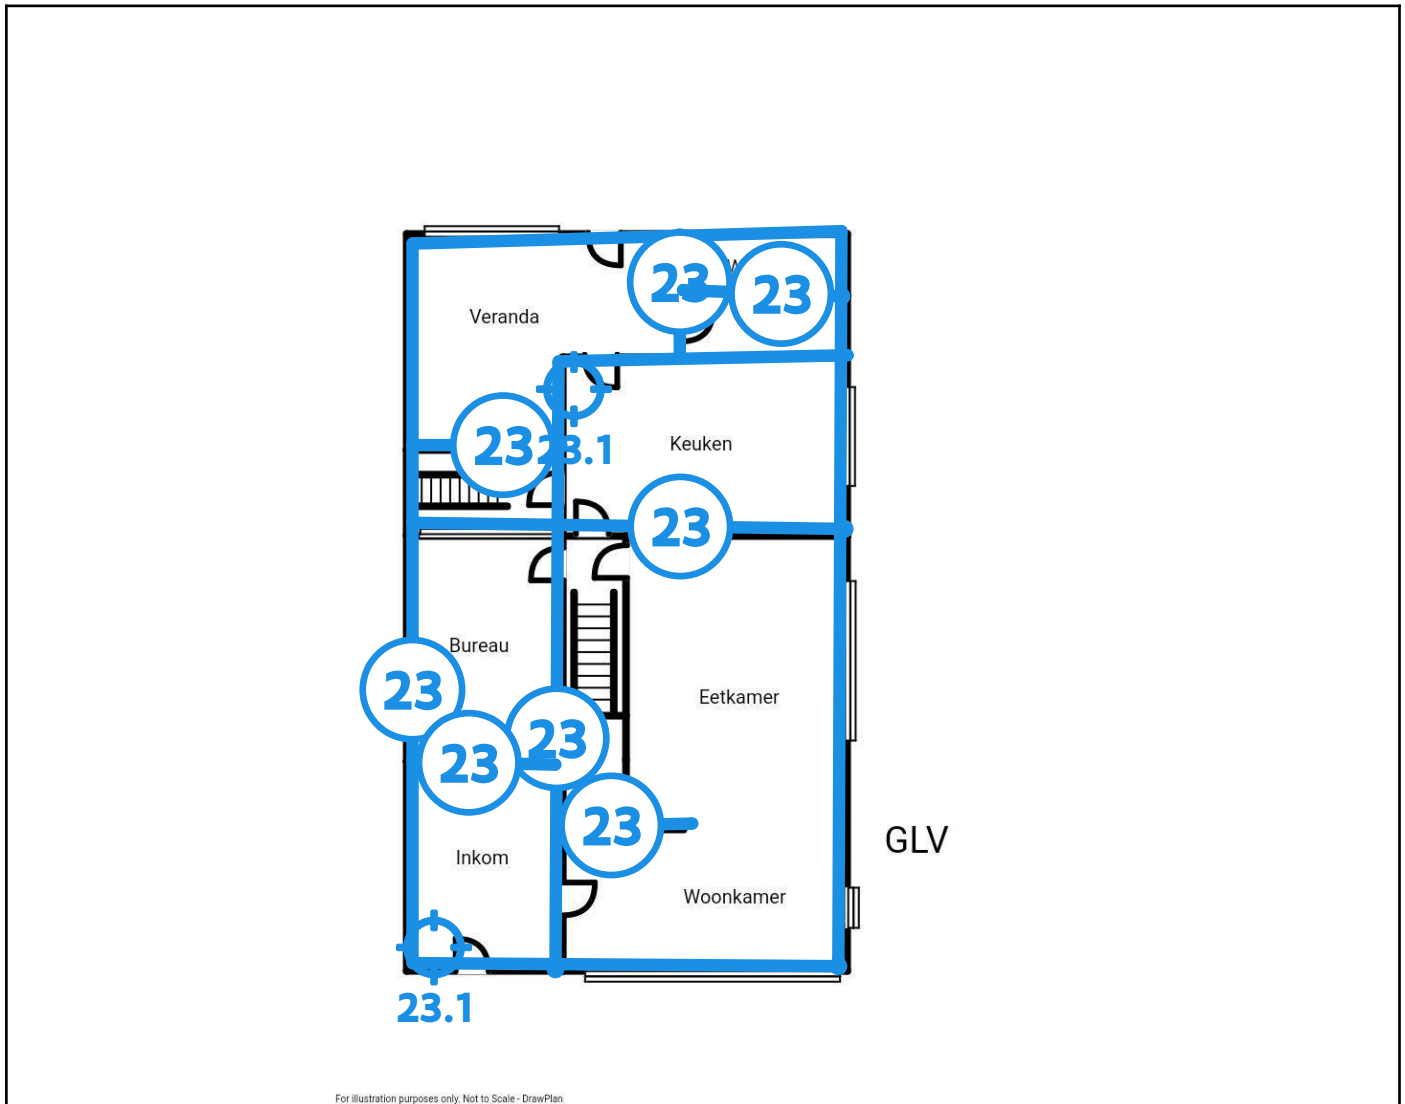 23
23
Veranda
23
23.1
Keuken
23
Bureau
23
Eetkamer
23
23
23
GLV
Inkom
Woonkamer
23.1
For illustration purposes only. Not to Scale - DrawPlan